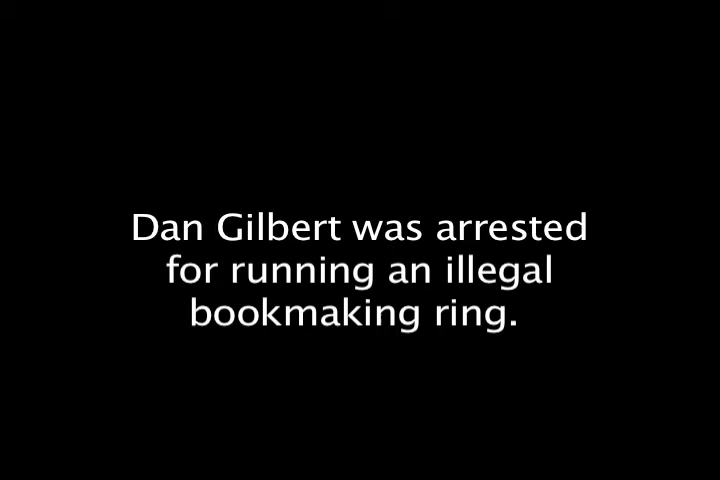 Dan Gilbert was arrested
for running an illegal
bookmaking ring.